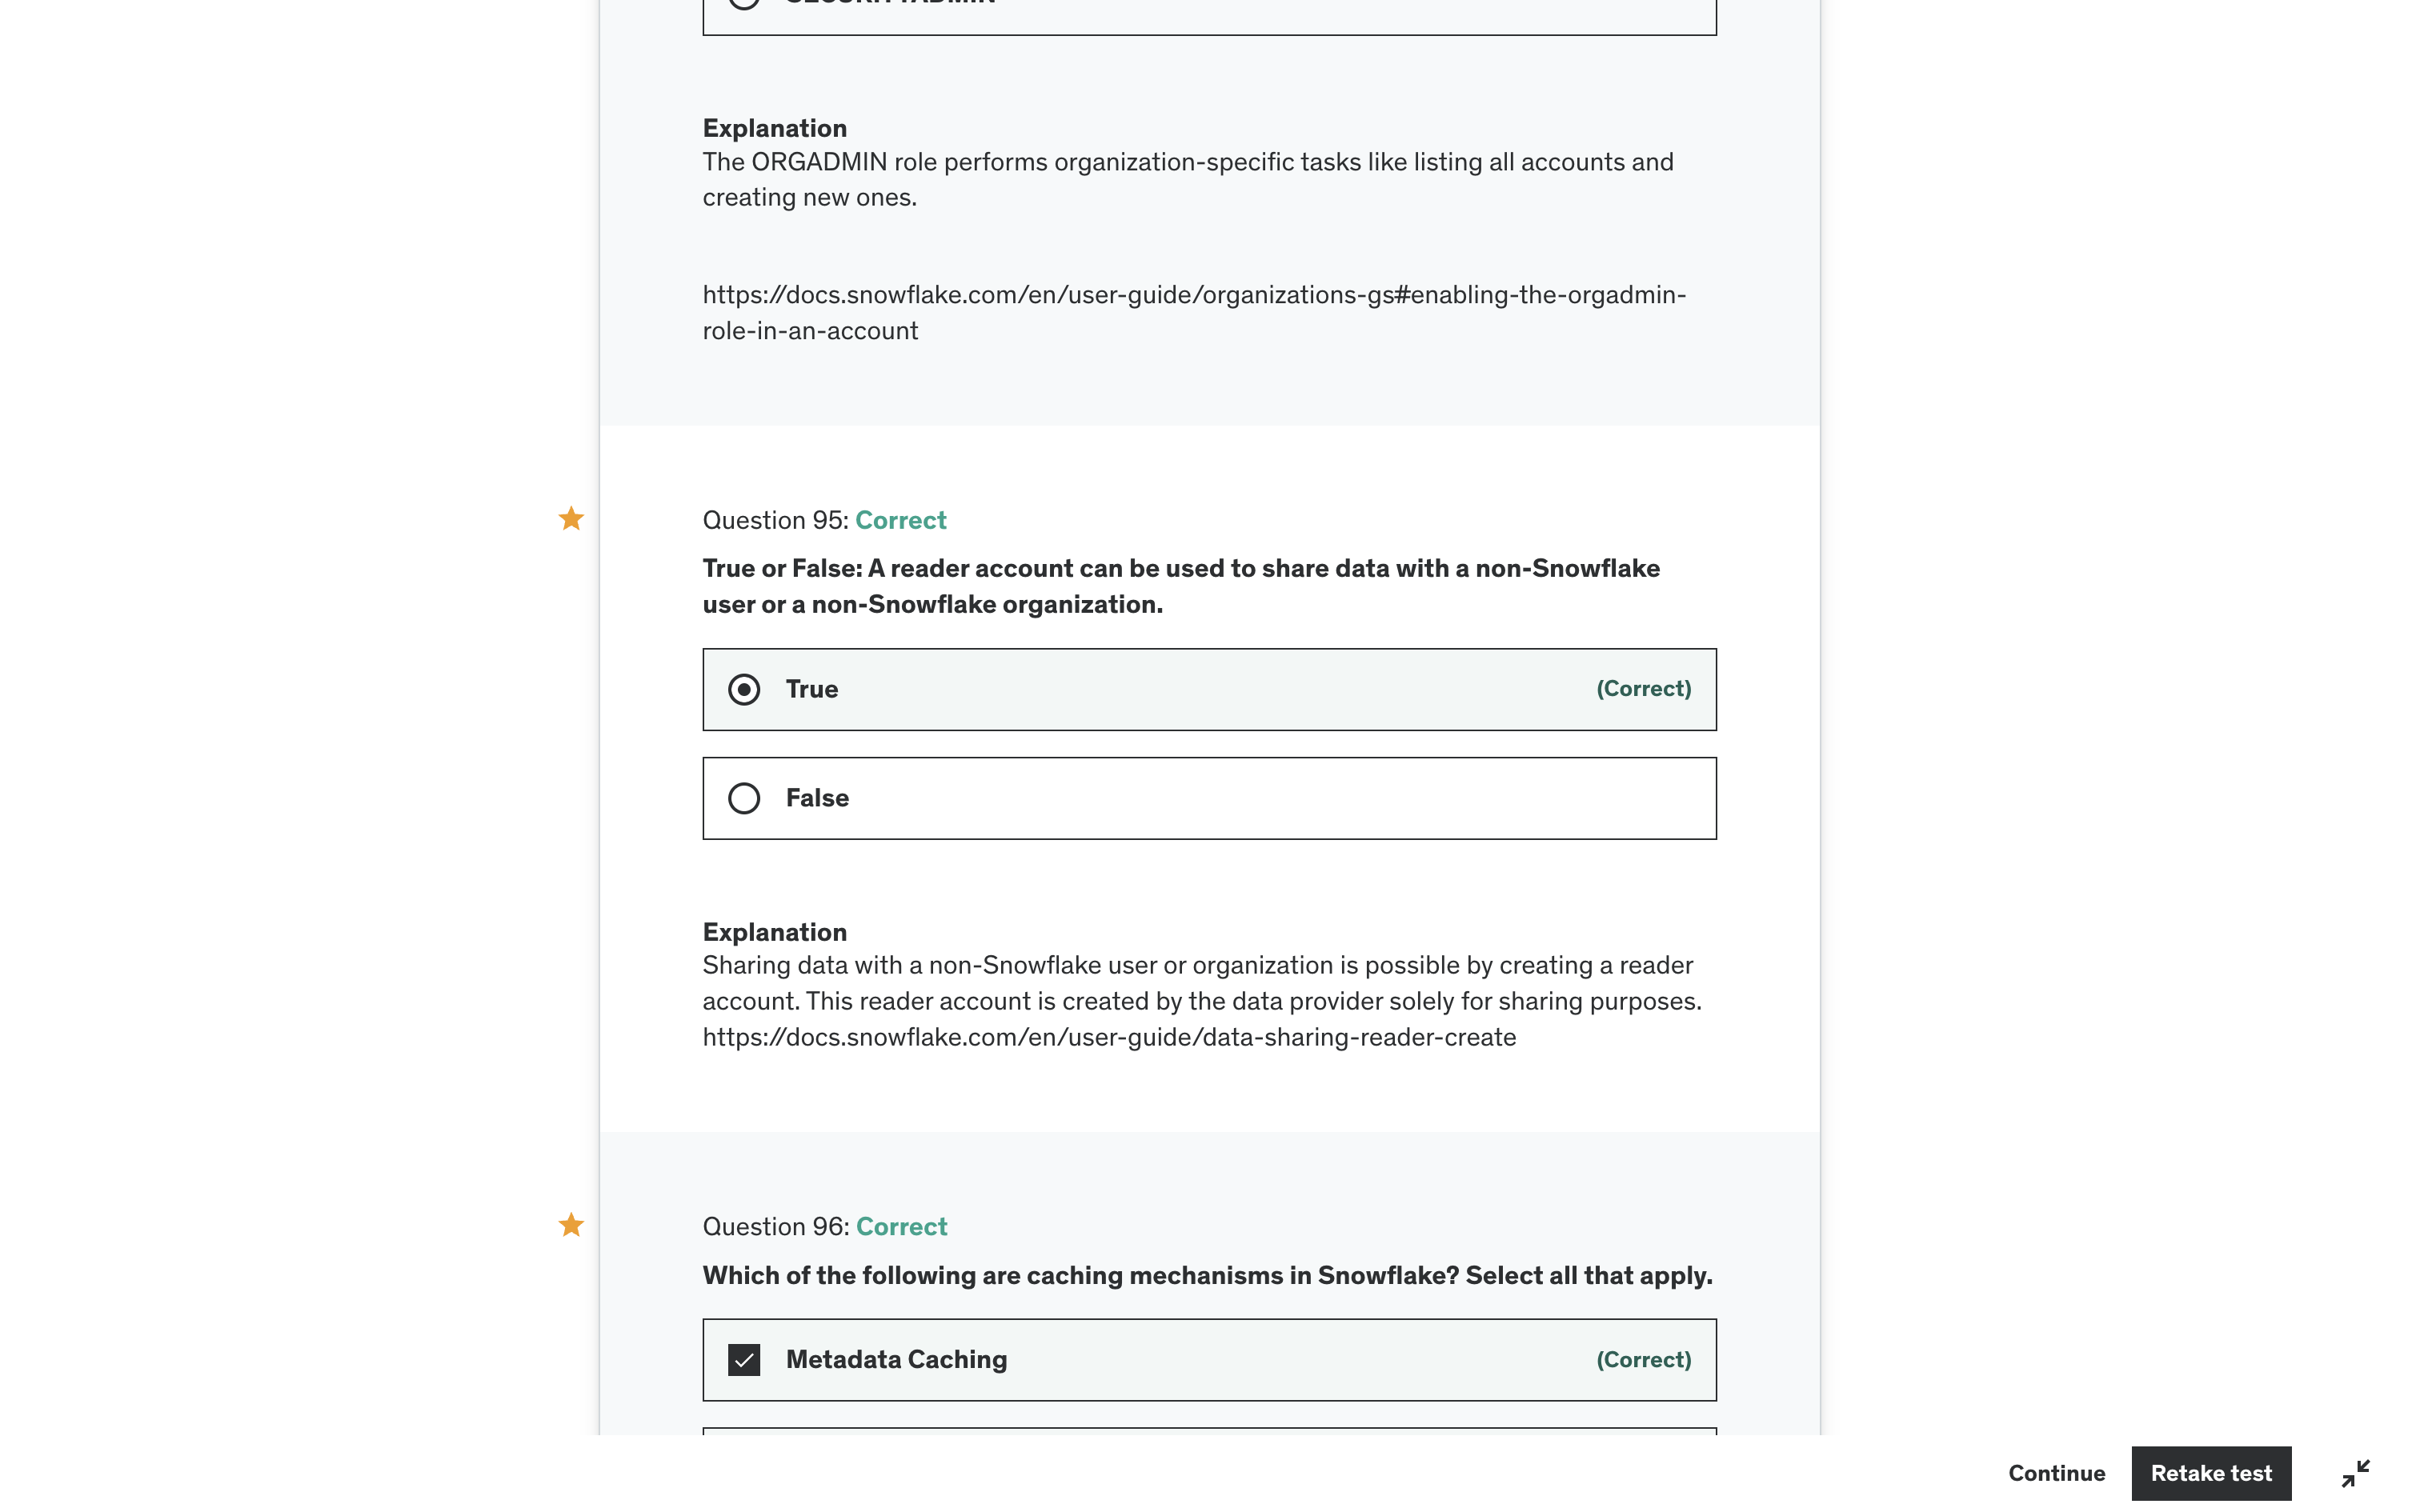 Explanation
The ORGADMIN role performs organization-specific tasks like listing all accounts and
creating new ones.
https://docs.snowflake.com/en/user-guide/organizations-gs#enabling-the-orgadmin-
role-in-an-account
Question 95: Correct
True or False: A reader account can be used to share data with a non-Snowflake
user or a non-Snowflake organization.
True (Correct)
False
Explanation
Sharing data with a non-Snowflake user or organization is possible by creating a reader
account. This reader account is created by the data provider solely for sharing purposes.
https://docs.snowflake.com/en/user-guide/data-sharing-reader-create
Question 96: Correct
Which of the following are caching mechanisms in Snowflake? Select all that apply.
Metadata Caching (Correct)
Continue Retake test